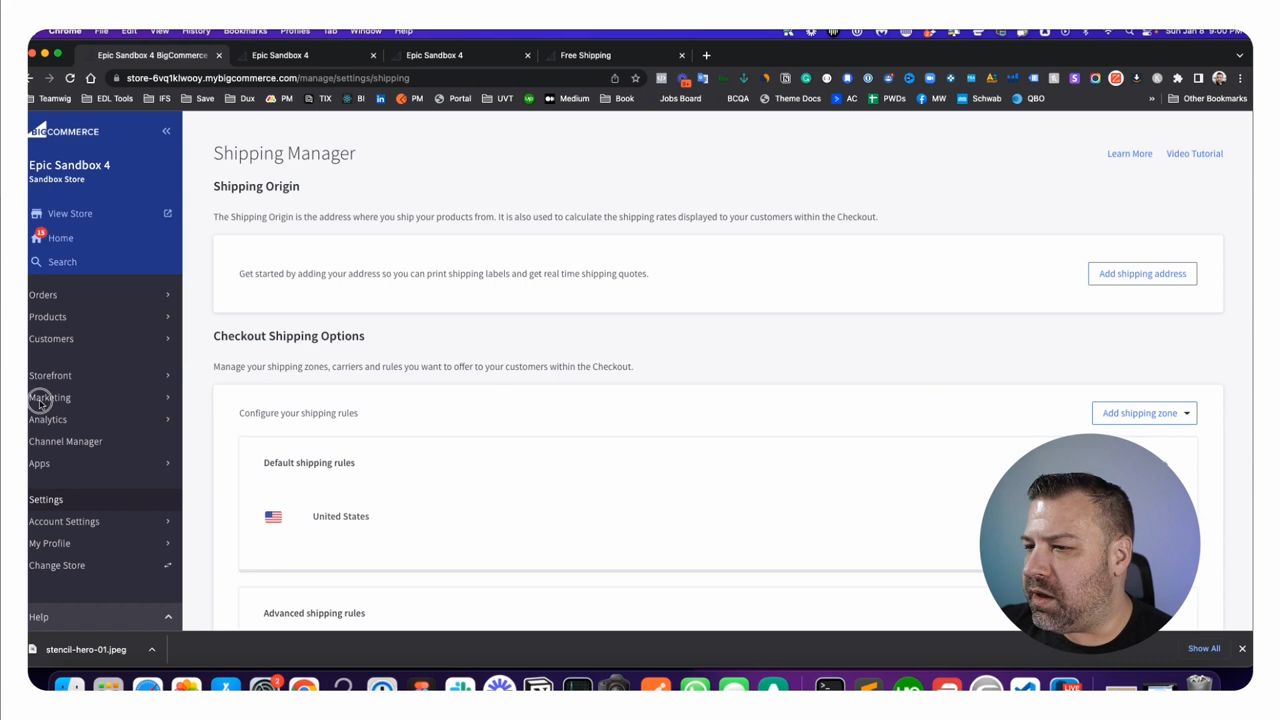 Chrome File Edit View History Bookmarks Profiles Tab Window Help Sun Jan 8 9:00 PM
Epic Sandbox 4 BigCommerce × Epic Sandbox 4 × Epic Sandbox 4 × Free Shipping × +
store-6vq1klwooy.mybigcommerce.com/manage/settings/shipping
Teamwig EDL Tools IFS Save Dux PM TIX BI PM Portal UVT Medium Book Jobs Board BCQA Theme Docs AC PWDs MW Schwab QBO » Other Bookmarks
BIGCOMMERCE «
Epic Sandbox 4
Sandbox Store
View Store
15
Home
Search
Orders
Products
Customers
Storefront
Marketing
Analytics
Channel Manager
Apps
Settings
Account Settings
My Profile
Change Store
Help
Shipping Manager
Learn More Video Tutorial
Shipping Origin
The Shipping Origin is the address where you ship your products from. It is also used to calculate the shipping rates displayed to your customers within the Checkout.
Get started by adding your address so you can print shipping labels and get real time shipping quotes.
Add shipping address
Checkout Shipping Options
Manage your shipping zones, carriers and rules you want to offer to your customers within the Checkout.
Configure your shipping rules
Add shipping zone
Default shipping rules
United States
Advanced shipping rules
stencil-hero-01.jpeg
Show All
2
LIVE